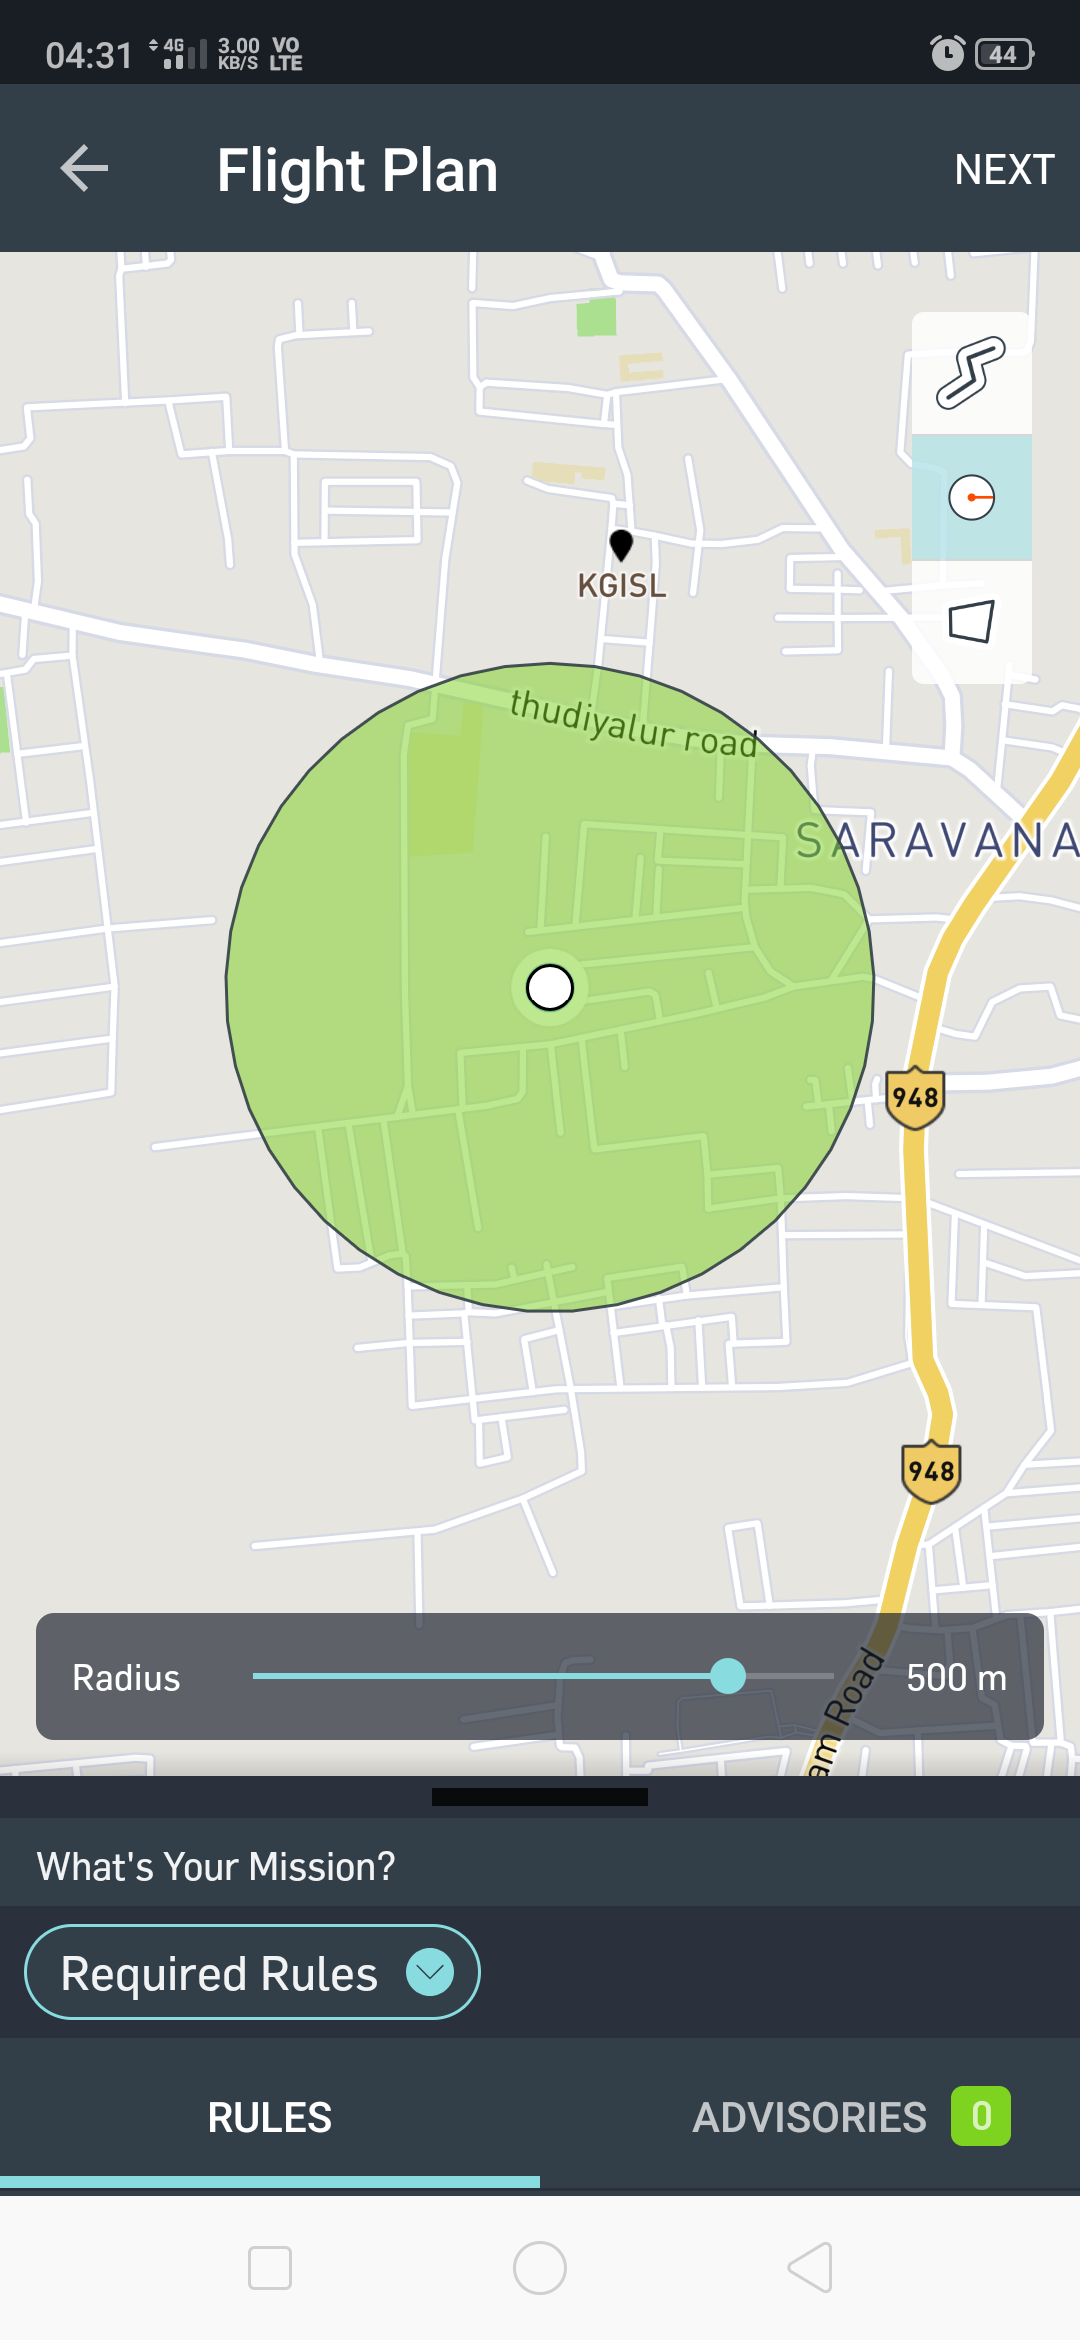 04:31 4G 3.00 KB/S VO LTE 44
Flight Plan
NEXT
KGISL
thudiyalur road
SARAVANA
948
948
Radius
500 m
am Road
What's Your Mission?
Required Rules
RULES
ADVISORIES 0